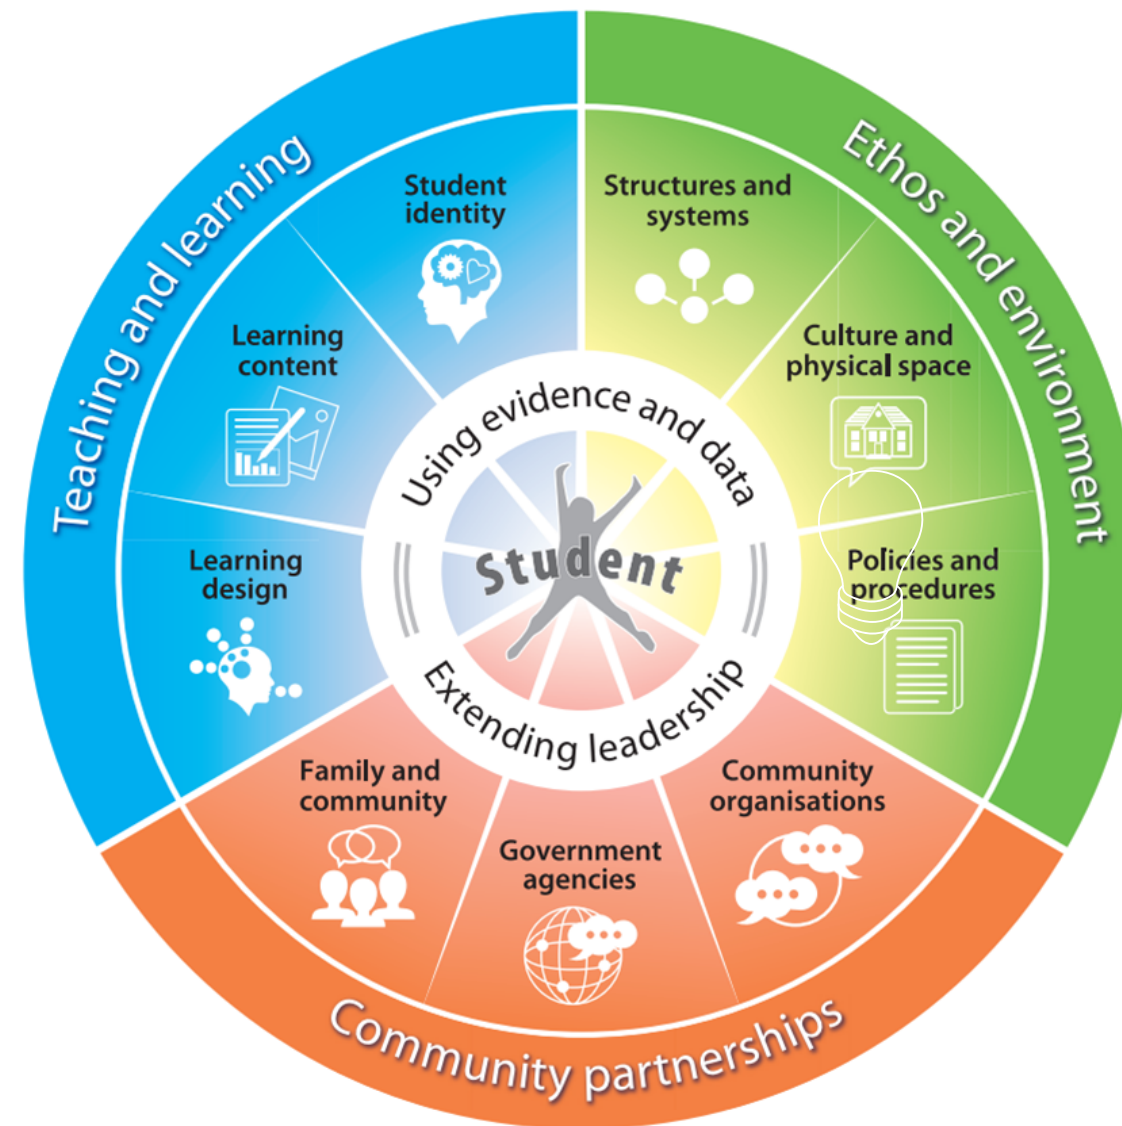 Teaching and learning
Ethos and environment
Student
identity
Structures and
systems
Learning
content
Culture and
physical space
Using evidence and data
Learning
design
Student
Policies and
procedures
Extending leadership
Family and
community
Community
organisations
Government
agencies
Community partnerships